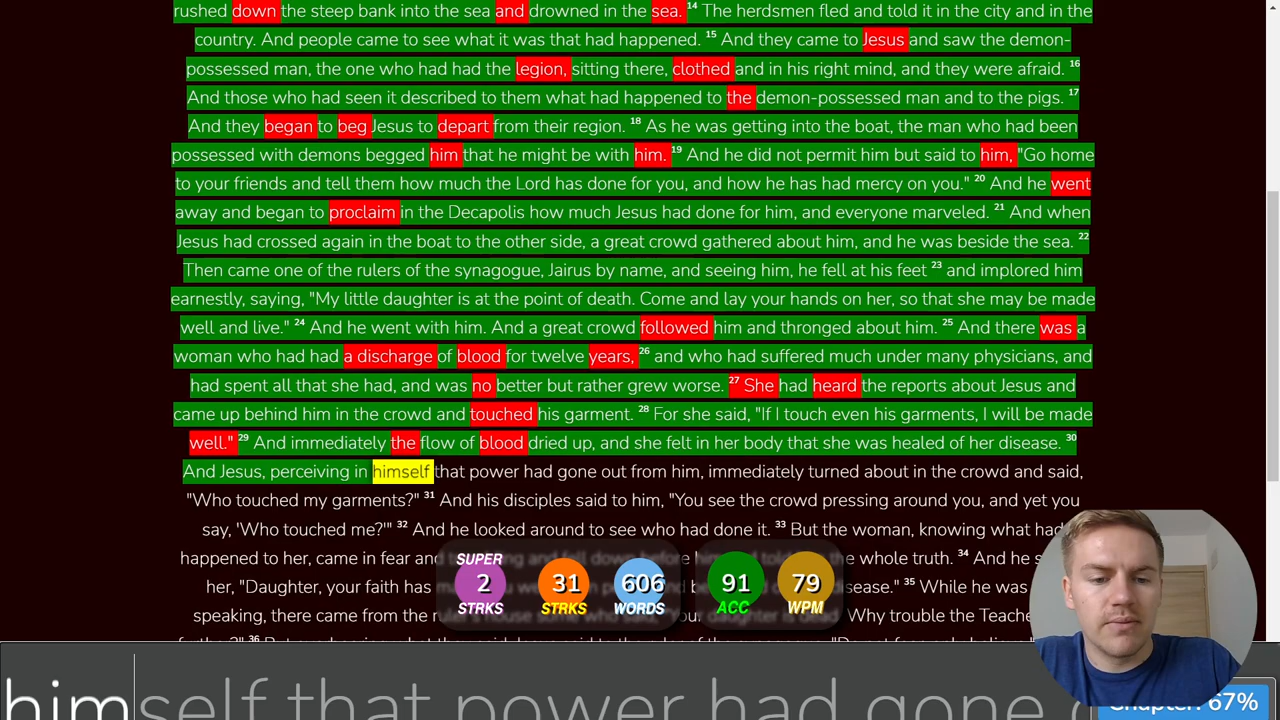 rushed down the steep bank into the sea and drowned in the sea. 14 The herdsmen fled and told it in the city and in the
country. And people came to see what it was that had happened. 15 And they came to Jesus and saw the demon-
possessed man, the one who had had the legion, sitting there, clothed and in his right mind, and they were afraid. 16
And those who had seen it described to them what had happened to the demon-possessed man and to the pigs. 17
And they began to beg Jesus to depart from their region. 18 As he was getting into the boat, the man who had been
possessed with demons begged him that he might be with him. 19 And he did not permit him but said to him, "Go home
to your friends and tell them how much the Lord has done for you, and how he has had mercy on you." 20 And he went
away and began to proclaim in the Decapolis how much Jesus had done for him, and everyone marveled. 21 And when
Jesus had crossed again in the boat to the other side, a great crowd gathered about him, and he was beside the sea. 22
Then came one of the rulers of the synagogue, Jairus by name, and seeing him, he fell at his feet 23 and implored him
earnestly, saying, "My little daughter is at the point of death. Come and lay your hands on her, so that she may be made
well and live." 24 And he went with him. And a great crowd followed him and thronged about him. 25 And there was a
woman who had had a discharge of blood for twelve years, 26 and who had suffered much under many physicians, and
had spent all that she had, and was no better but rather grew worse. 27 She had heard the reports about Jesus and
came up behind him in the crowd and touched his garment. 28 For she said, "If I touch even his garments, I will be made
well." 29 And immediately the flow of blood dried up, and she felt in her body that she was healed of her disease. 30
And Jesus, perceiving in himself that power had gone out from him, immediately turned about in the crowd and said,
"Who touched my garments?" 31 And his disciples said to him, "You see the crowd pressing around you, and yet you
say, 'Who touched me?'" 32 And he looked around to see who had done it. 33 But the woman, knowing what had
happened to her, came in fear and the whole truth. 34 And he
her, "Daughter, your faith has 35 While he was
speaking, there came from the Why trouble the Teacher
SUPER 2 STRKS
31 STRKS
606 WORDS
91 ACC
79 WPM
himself that power had gone
Chapter: 67%